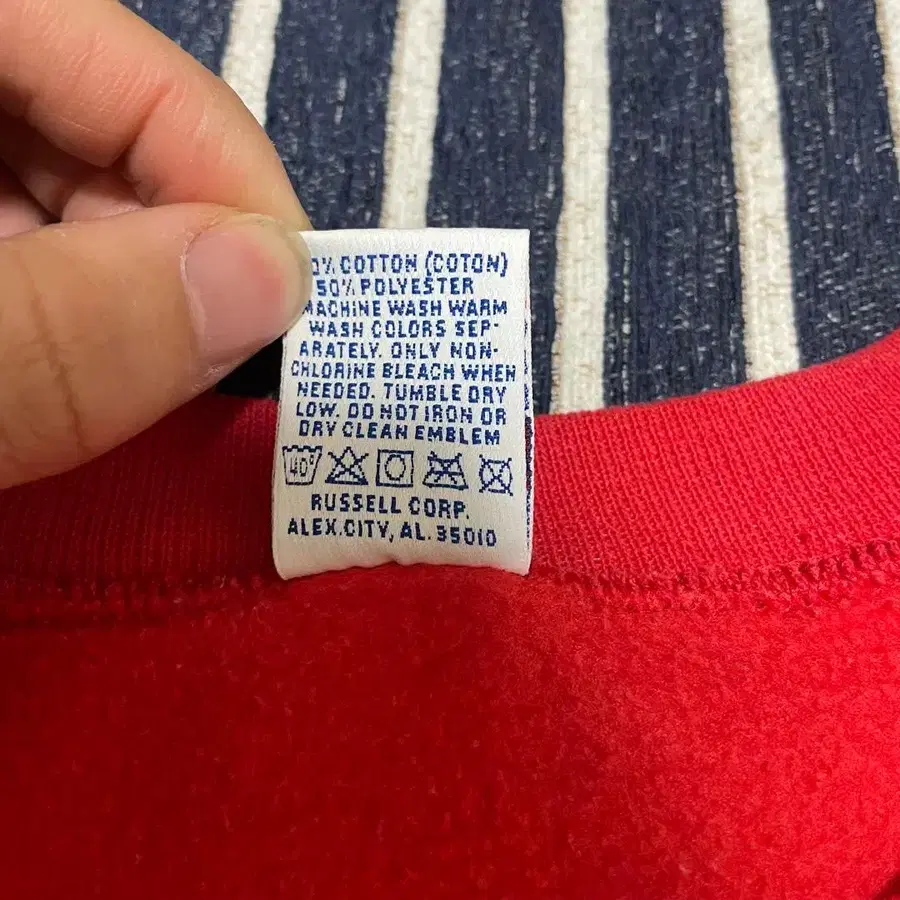 0% COTTON (COTON)
50% POLYESTER
MACHINE WASH WARM
WASH COLORS SEP-
ARATELY. ONLY NON-
CHLORINE BLEACH WHEN
NEEDED. TUMBLE DRY
LOW. DO NOT IRON OR
DRY CLEAN EMBLEM
40°
RUSSELL CORP.
ALEX.CITY, AL. 35010